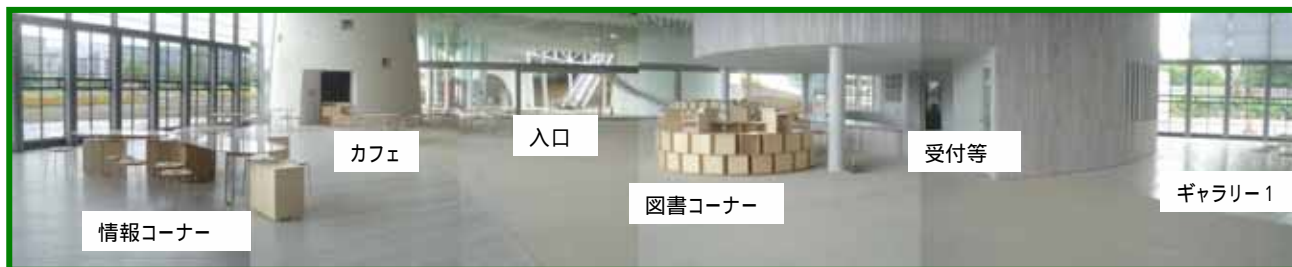 情報コーナー
カフェ
入口
図書コーナー
受付等
ギャラリー1